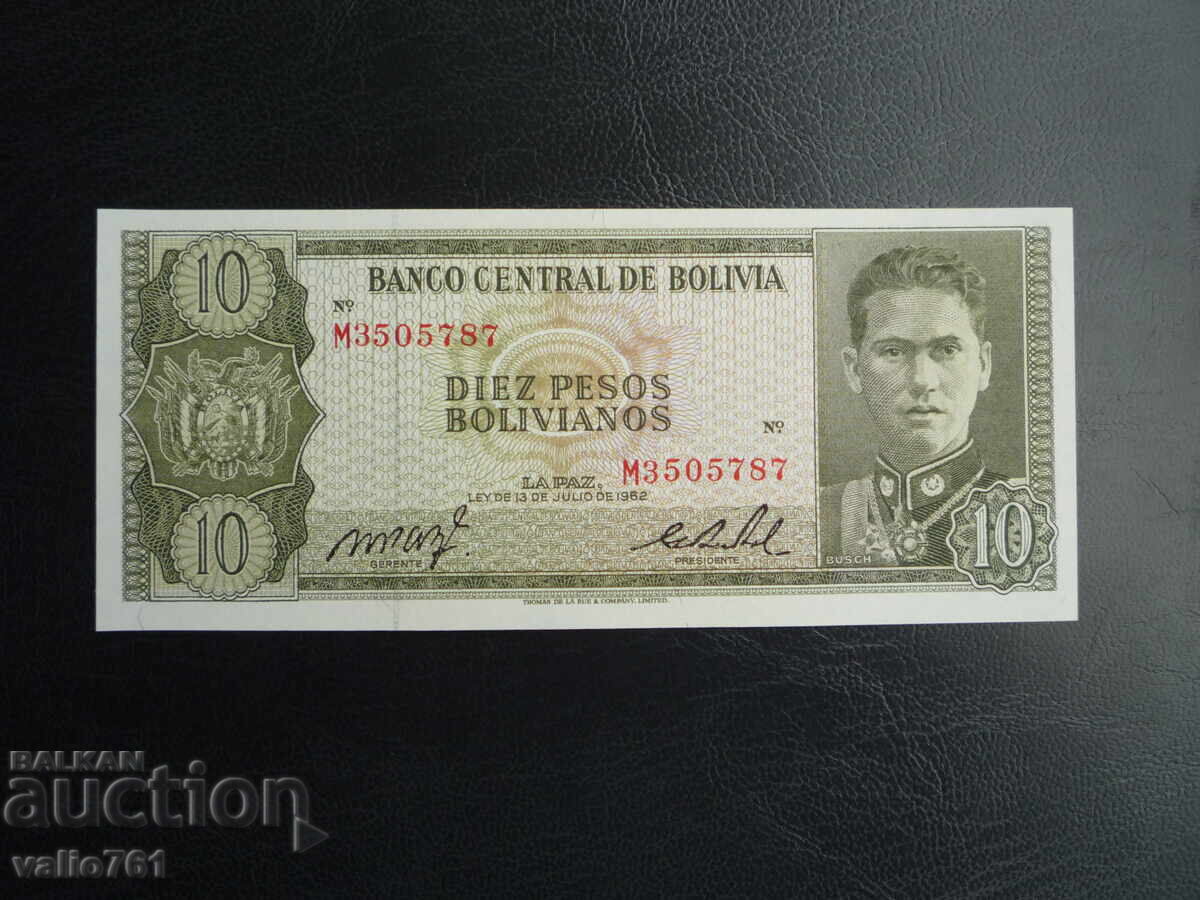 10
BANCO CENTRAL DE BOLIVIA
Nº
M3505787
DIEZ PESOS
BOLIVIANOS
Nº
M3505787
LA PAZ,
LEY DE 13 DE JULIO DE 1962
10
GERENTE
PRESIDENTE
BUSCH
10
THOMAS DE LA RUE & COMPANY, LIMITED.
BALKAN
auction
valio761